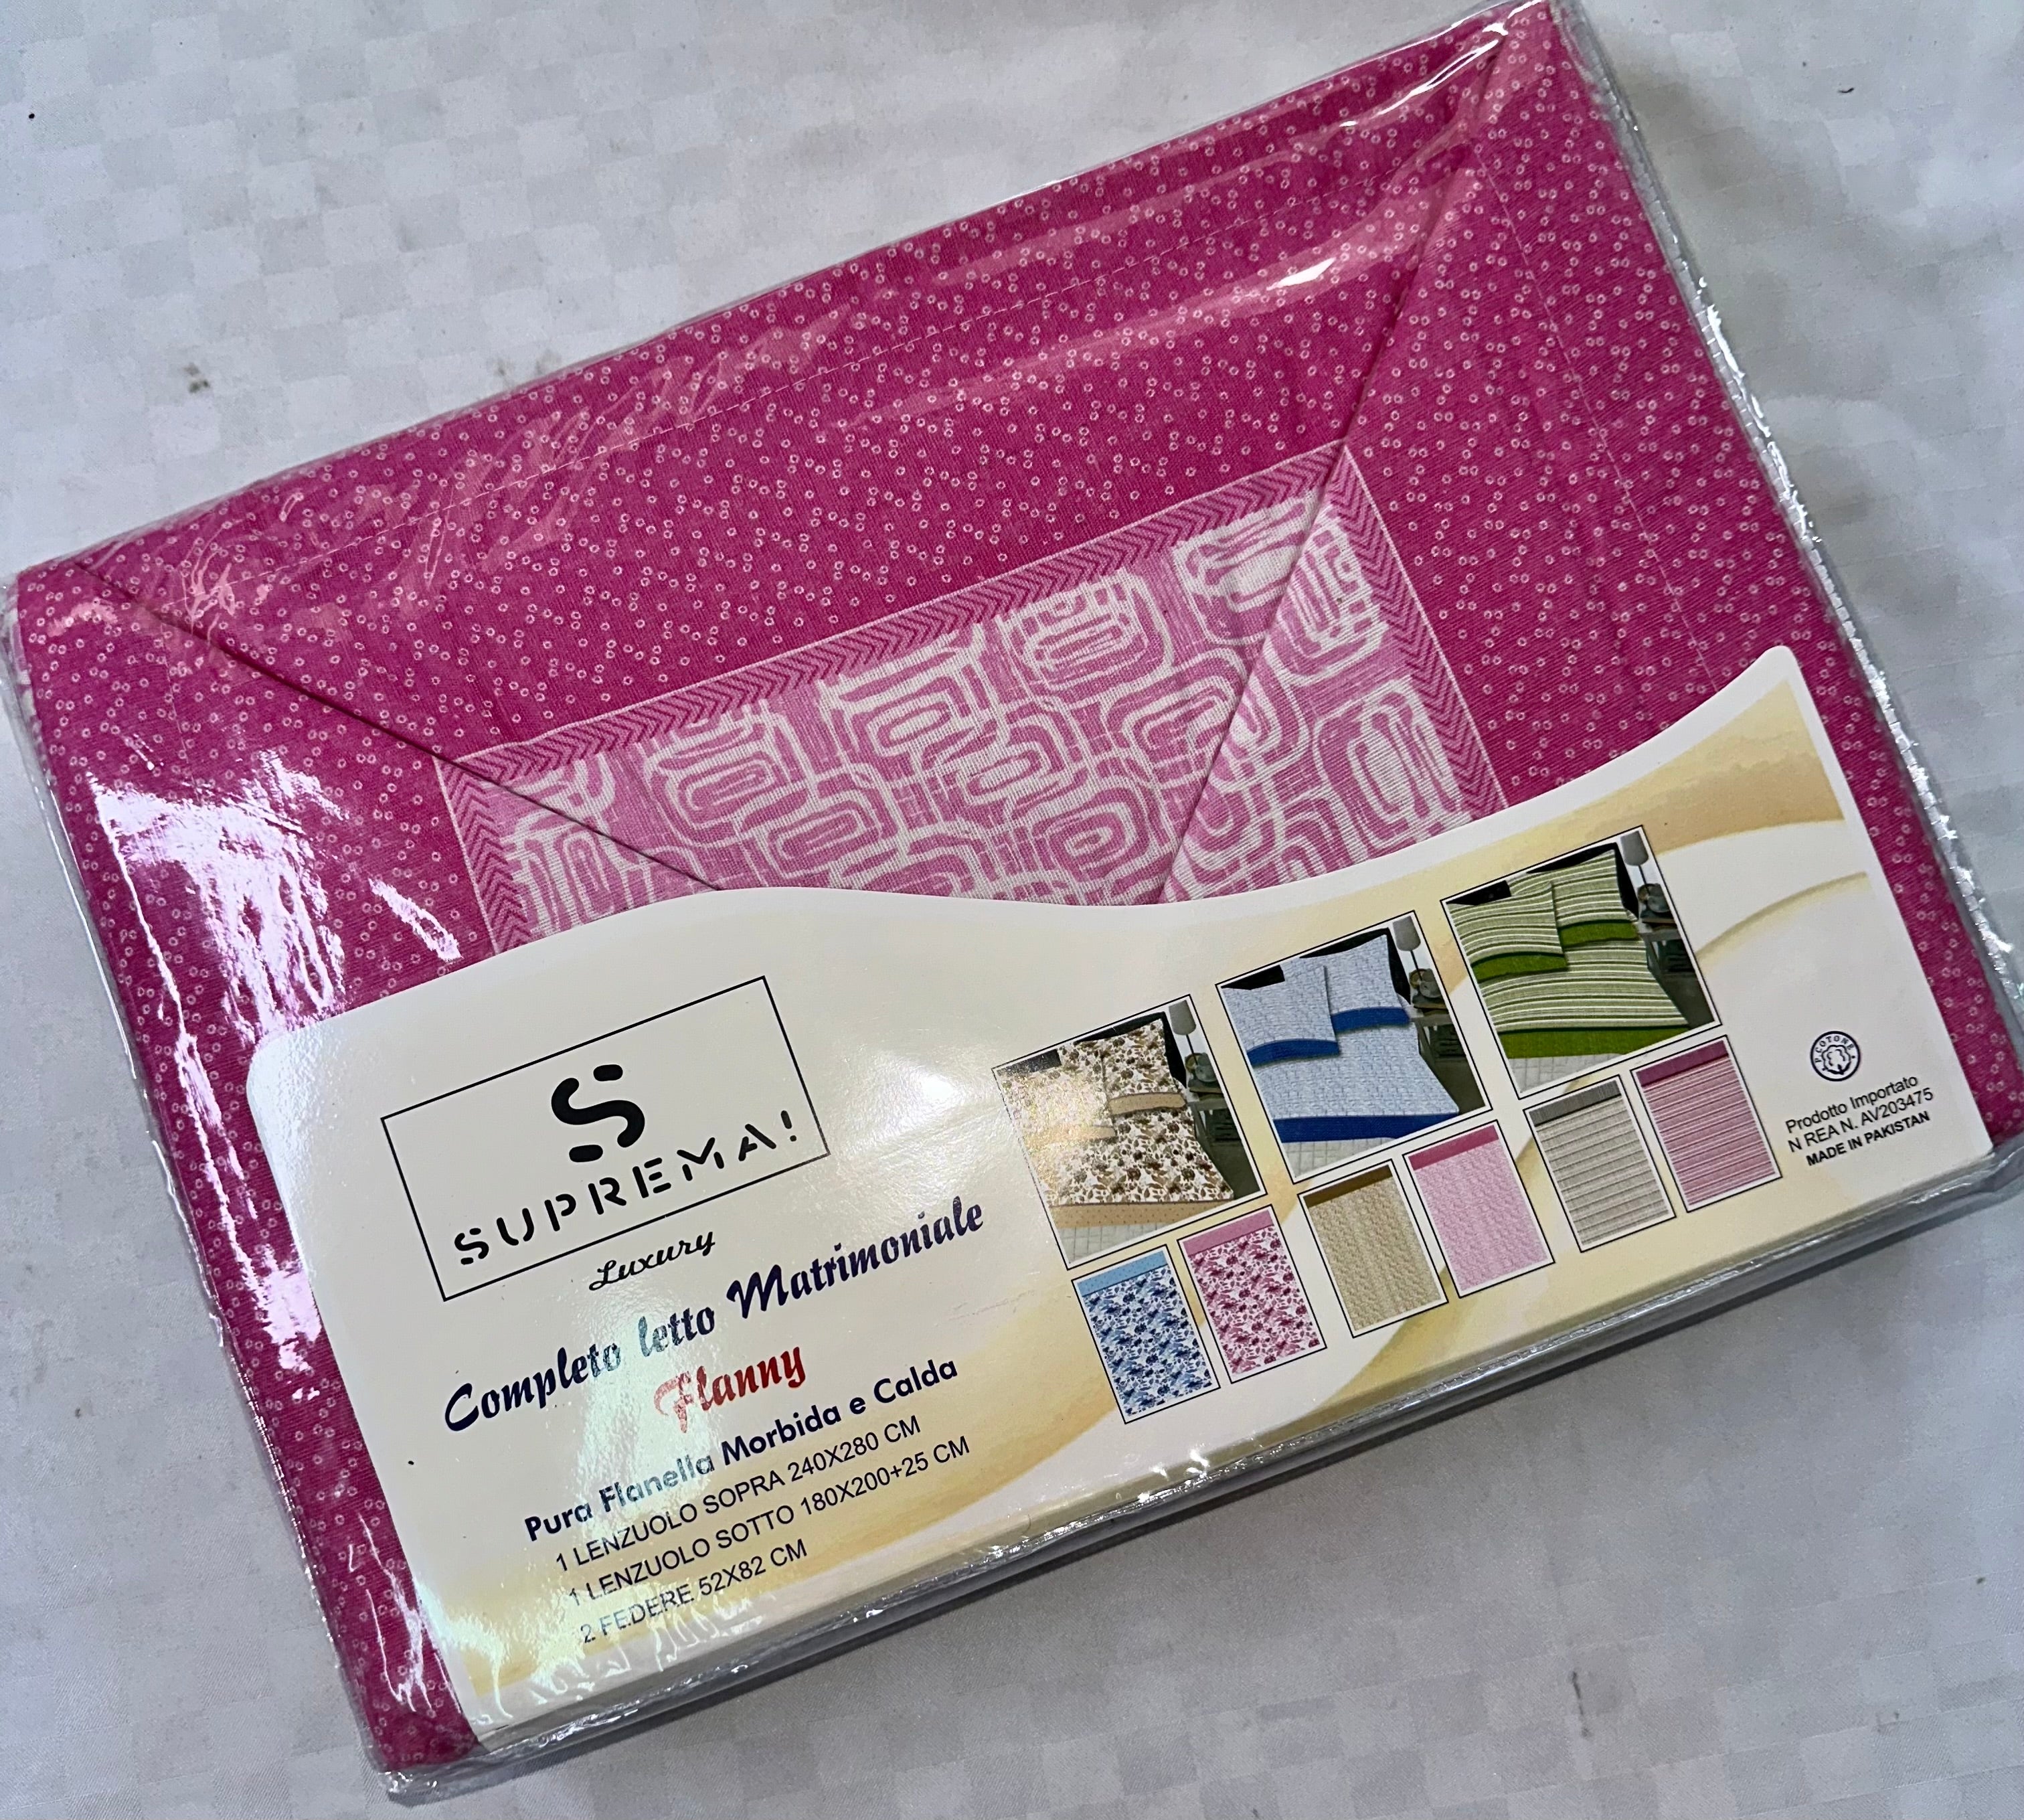 S
SUPREMA!
Luxury
Completo letto Matrimoniale
Flanny
Pura Flanella Morbida e Calda
1 LENZUOLO SOPRA 240X280 CM
1 LENZUOLO SOTTO 180X200+25 CM
2 FEDERE 52X82 CM
P. COTONE
Prodotto Importato
N REA N. AV203475
MADE IN PAKISTAN